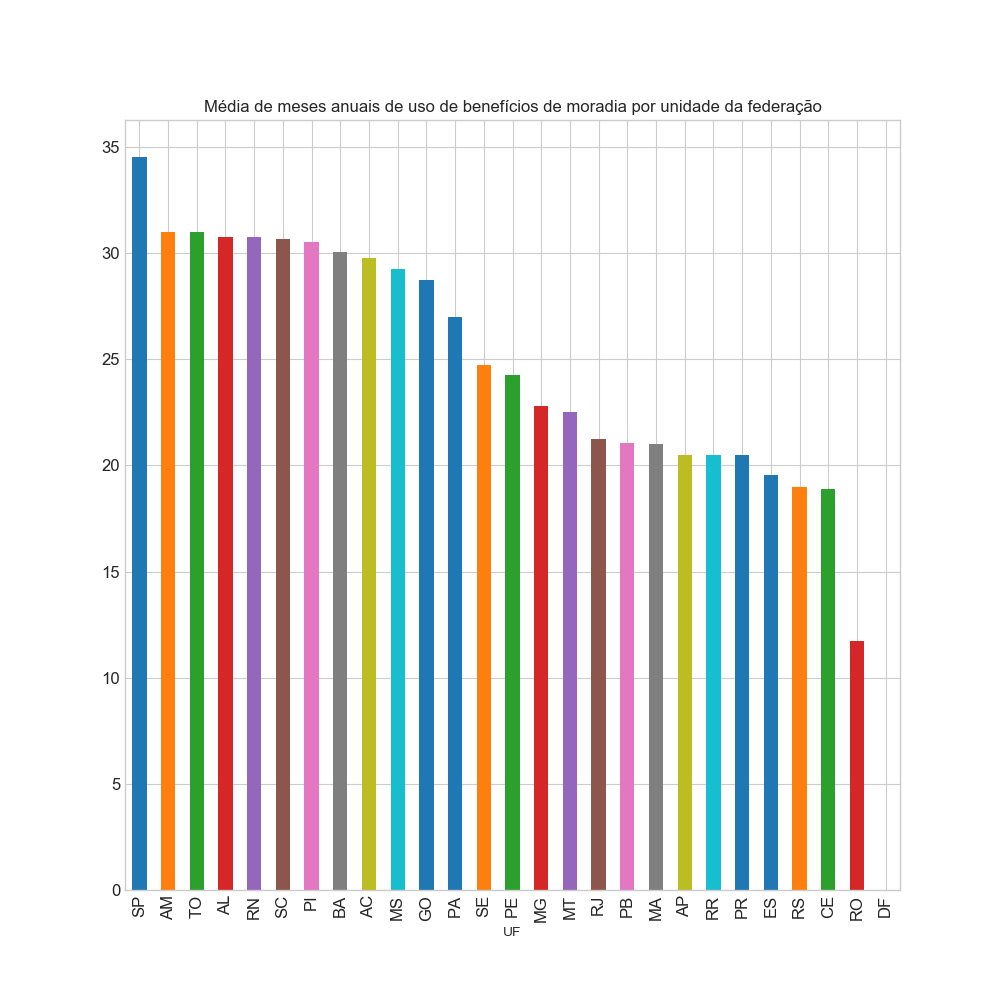 Média de meses anuais de uso de benefícios de moradia por unidade da federação
35
30
25
20
15
10
5
0
SP AM TO AL RN SC PI BA AC MS GO PA SE PE MG MT RJ PB MA AP RR PR ES RS CE RO DF
UF